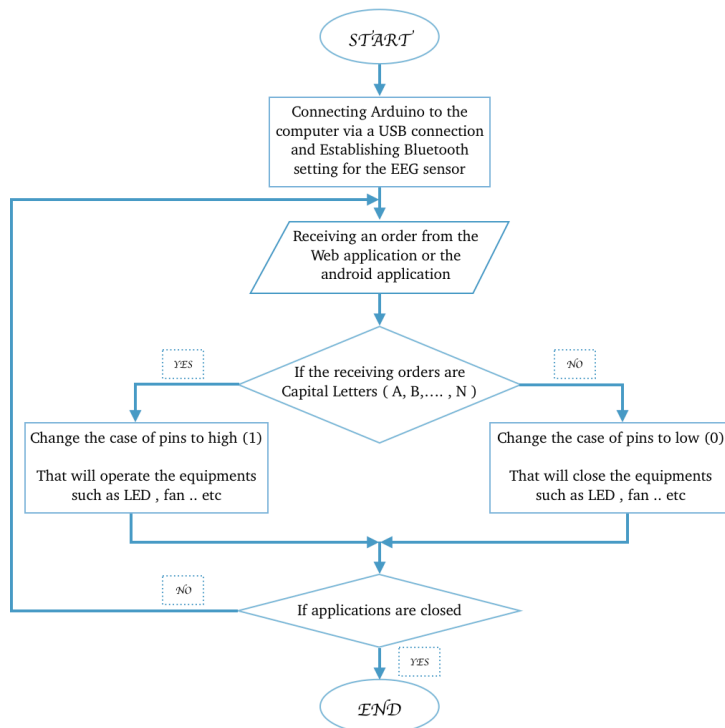 START
Connecting Arduino to the
computer via a USB connection
and Establishing Bluetooth
setting for the EEG sensor
Receiving an order from the
Web application or the
android application
If the receiving orders are
Capital Letters ( A, B,.... , N )
YES
NO
Change the case of pins to high (1)
That will operate the equipments
such as LED , fan .. etc
Change the case of pins to low (0)
That will close the equipments
such as LED , fan .. etc
If applications are closed
NO
YES
END